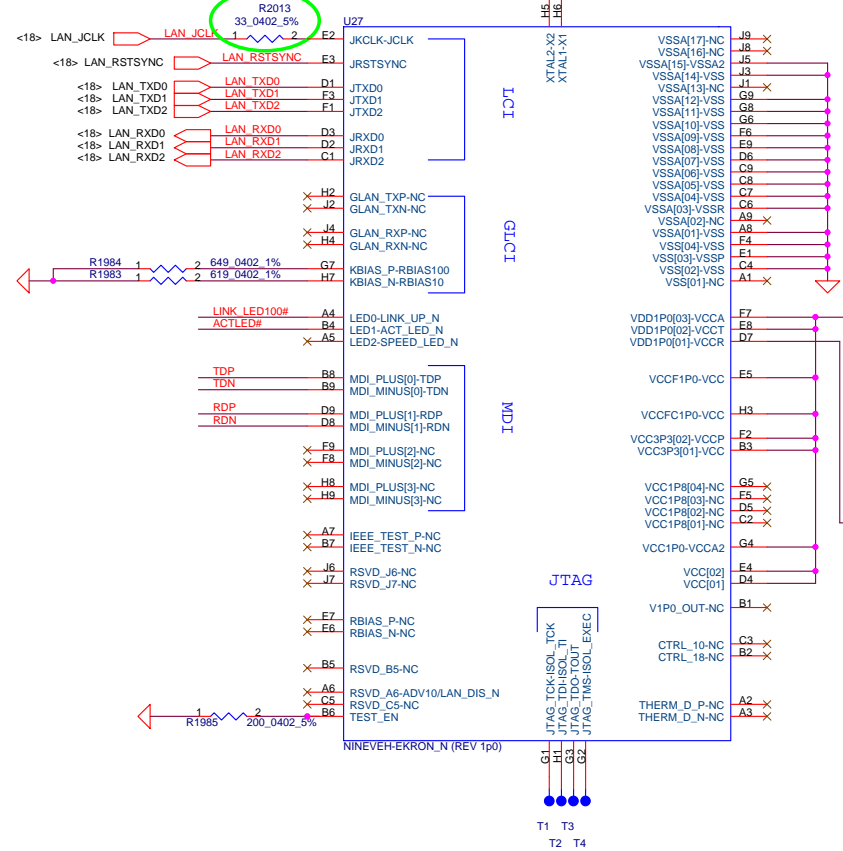 R2013
33_0402_5%
U27
H5
H6
<18> LAN_JCLK
LAN_JCLK
1
2
E2
JKCLK-JCLK
XTAL2-X2
XTAL1-X1
VSSA[17]-NC
J9
VSSA[16]-NC
J8
<18> LAN_RSTSYNC
LAN_RSTSYNC
E3
JRSTSYNC
VSSA[15]-VSSA2
J5
VSSA[14]-VSS
J3
<18> LAN_TXD0
LAN_TXD0
D1
JTXD0
VSSA[13]-NC
J1
<18> LAN_TXD1
LAN_TXD1
F3
JTXD1
LCI
VSSA[12]-VSS
G9
<18> LAN_TXD2
LAN_TXD2
F1
JTXD2
VSSA[11]-VSS
G8
VSSA[10]-VSS
G6
<18> LAN_RXD0
LAN_RXD0
D3
JRXD0
VSSA[09]-VSS
F6
<18> LAN_RXD1
LAN_RXD1
D2
JRXD1
VSSA[08]-VSS
E9
<18> LAN_RXD2
LAN_RXD2
C1
JRXD2
VSSA[07]-VSS
D6
VSSA[06]-VSS
C9
VSSA[05]-VSS
C8
H2
GLAN_TXP-NC
VSSA[04]-VSS
C7
J2
GLAN_TXN-NC
VSSA[03]-VSSR
C6
VSSA[02]-NC
A9
J4
GLAN_RXP-NC
GLCI
VSSA[01]-VSS
A8
H4
GLAN_RXN-NC
VSS[04]-VSS
F4
VSS[03]-VSSP
E1
R1984
1
2
649_0402_1%
G7
KBIAS_P-RBIAS100
VSS[02]-VSS
C4
R1983
1
2
619_0402_1%
H7
KBIAS_N-RBIAS10
VSS[01]-NC
A1
LINK_LED100#
A4
LED0-LINK_UP_N
VDD1P0[03]-VCCA
F7
ACTLED#
B4
LED1-ACT_LED_N
VDD1P0[02]-VCCT
E8
A5
LED2-SPEED_LED_N
VDD1P0[01]-VCCR
D7
TDP
B8
MDI_PLUS[0]-TDP
VCCF1P0-VCC
E5
TDN
B9
MDI_MINUS[0]-TDN
RDP
D9
MDI_PLUS[1]-RDP
MDI
VCCFC1P0-VCC
H3
RDN
D8
MDI_MINUS[1]-RDN
VCC3P3[02]-VCCP
F2
F9
MDI_PLUS[2]-NC
VCC3P3[01]-VCC
B3
F8
MDI_MINUS[2]-NC
H8
MDI_PLUS[3]-NC
VCC1P8[04]-NC
G5
H9
MDI_MINUS[3]-NC
VCC1P8[03]-NC
F5
VCC1P8[02]-NC
D5
VCC1P8[01]-NC
C2
A7
IEEE_TEST_P-NC
B7
IEEE_TEST_N-NC
VCC1P0-VCCA2
G4
J6
RSVD_J6-NC
VCC[02]
E4
J7
RSVD_J7-NC
JTAG
VCC[01]
D4
V1P0_OUT-NC
B1
E7
RBIAS_P-NC
E6
RBIAS_N-NC
CTRL_10-NC
C3
CTRL_18-NC
B2
B5
RSVD_B5-NC
A6
RSVD_A6-ADV10/LAN_DIS_N
C5
RSVD_C5-NC
THERM_D_P-NC
A2
R1985
1
2
200_0402_5%
B6
TEST_EN
THERM_D_N-NC
A3
JTAG_TCK-ISOL_TCK
JTAG_TDI-ISOL_TI
JTAG_TDO-TOUT
JTAG_TMS-ISOL_EXEC
NINEVEH-EKRON_N (REV 1p0)
G1
H1
G3
G2
T1 T3
T2 T4